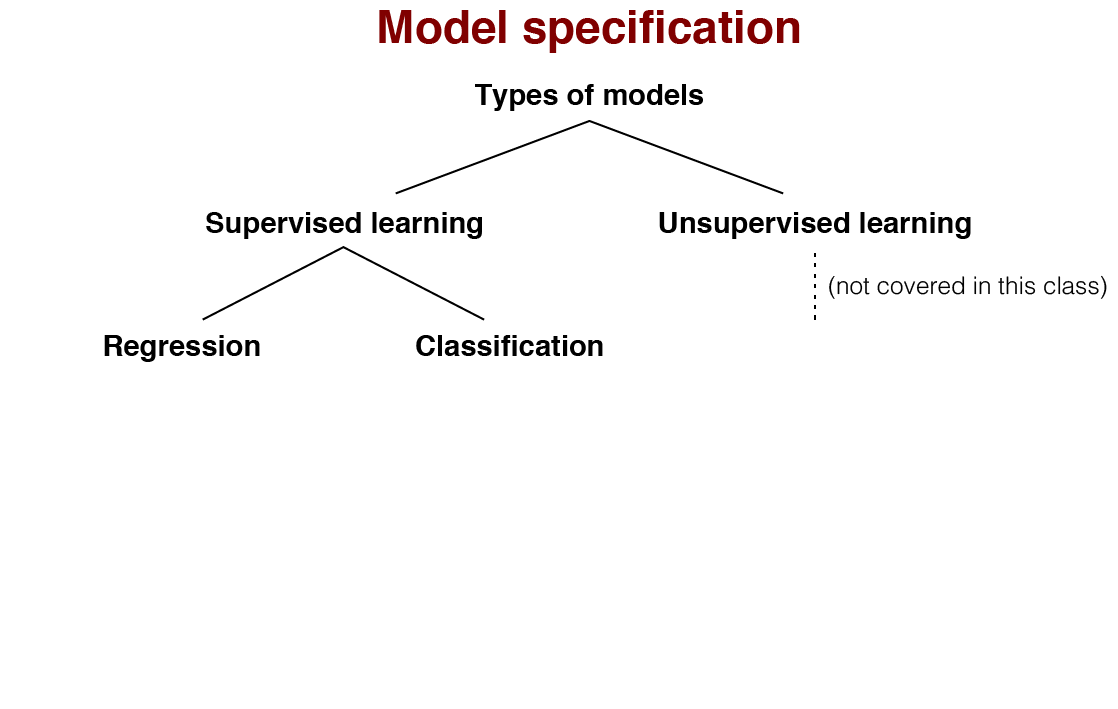 Model specification
Types of models
Supervised learning
Unsupervised learning
(not covered in this class)
Regression
Classification